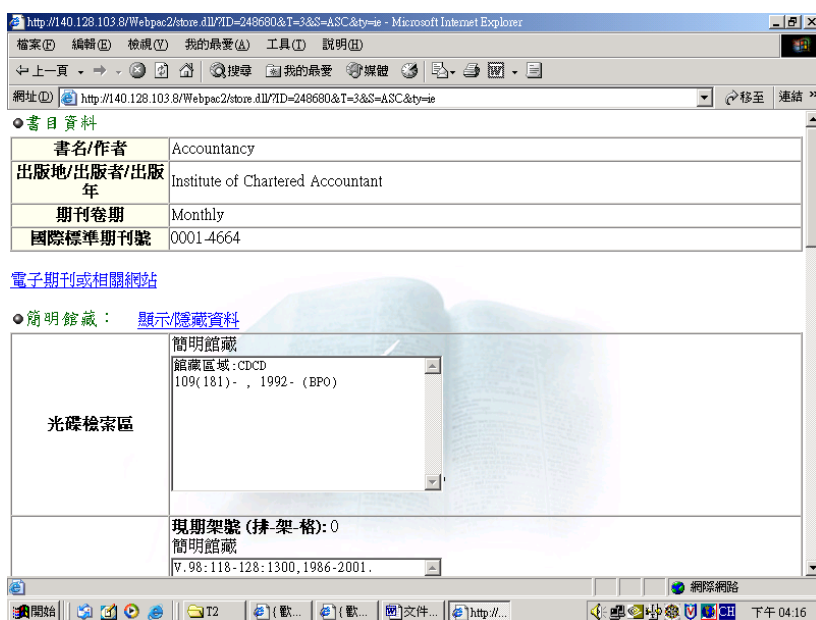 http://140.128.103.8/Webpac2/store.dll/?ID=248680&T=3&S=ASC&ty=ie - Microsoft Internet Explorer
檔案(F) 編輯(E) 檢視(V) 我的最愛(A) 工具(T) 說明(H)
上一頁 搜尋 我的最愛 媒體
網址(D) http://140.128.103.8/Webpac2/store.dll/?ID=248680&T=3&S=ASC&ty=ie 移至 連結 »
書目資料
書名/作者 Accountancy
出版地/出版者/出版年 Institute of Chartered Accountant
期刊卷期 Monthly
國際標準期刊號 0001-4664
電子期刊或相關網站
簡明館藏： 顯示/隱藏資料
簡明館藏
館藏區域:CDCD
109(181)- , 1992- (BPO)
光碟檢索區
現期架號 (排-架-格): 0
簡明館藏
V.98:118-128:1300,1986-2001.
網際網路
開始 T2 { 歡... { 歡... 文件... http://... CH 下午 04:16